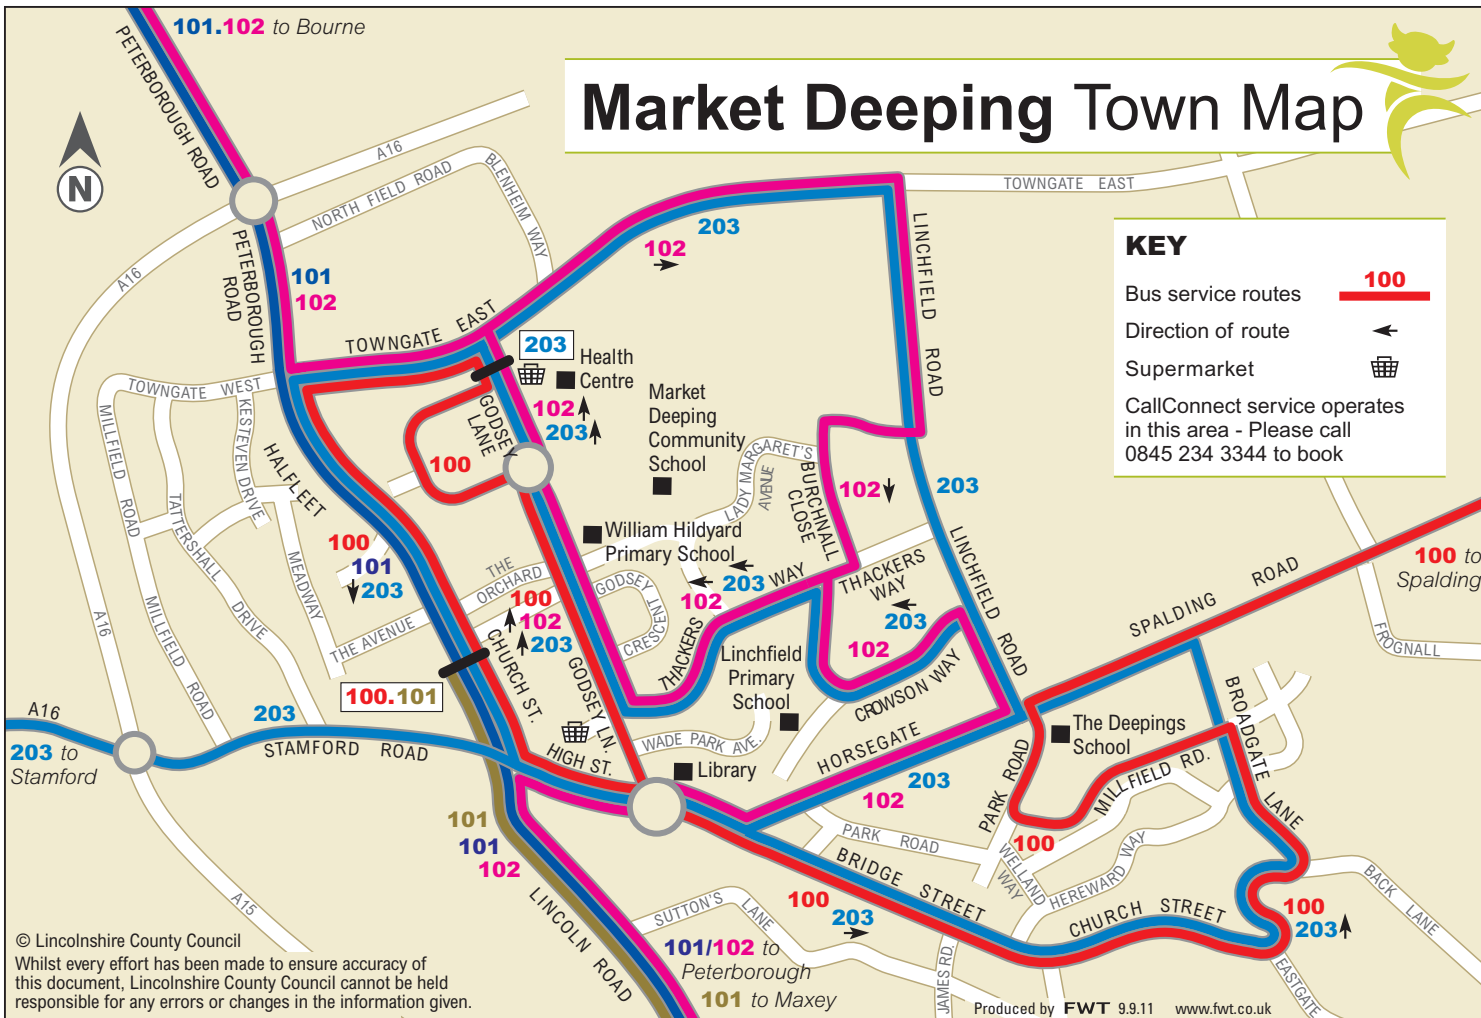 101.102 to Bourne
Market Deeping Town Map
PETERBOROUGH ROAD
N
A16
NORTH FIELD ROAD
BLENHEIM WAY
TOWNGATE EAST
KEY
Bus service routes
100
Direction of route
Supermarket
CallConnect service operates
in this area - Please call
0845 234 3344 to book
A16
PETERBOROUGH
ROAD
101
102
203
102
LINCHFIELD ROAD
TOWNGATE EAST
203
Health
Centre
TOWNGATE WEST
MILLFIELD ROAD
KESTEVEN DRIVE
TATTERSHALL DRIVE
HALFLEET
MEADWAY
GODSEY
LANE
100
102
203
Market
Deeping
Community
School
LADY MARGARET'S
AVENUE
BURCHNALL
CLOSE
102
203
William Hildyard
Primary School
100
101
203
THE
ORCHARD
THE AVENUE
100
102
203
GODSEY
CRESCENT
203
102
THACKERS WAY
THACKERS
WAY
203
102
CROWSON WAY
LINCHFIELD ROAD
SPALDING ROAD
100 to
Spalding
FROGNALL
A16
MILLFIELD ROAD
100.101
CHURCH ST.
GODSEY LN.
Linchfield
Primary
School
A16
203 to
Stamford
203
STAMFORD ROAD
HIGH ST.
WADE PARK AVE.
Library
HORSEGATE
203
102
The Deepings
School
PARK ROAD
MILLFIELD RD.
BROADGATE LANE
100
101
101
102
PARK ROAD
WELLAND
WAY
HEREWARD WAY
BRIDGE STREET
100
203
CHURCH STREET
100
203
BACK LANE
EASTGATE
A15
LINCOLN ROAD
SUTTON'S LANE
JAMES RD.
101/102 to
Peterborough
101 to Maxey
© Lincolnshire County Council
Whilst every effort has been made to ensure accuracy of
this document, Lincolnshire County Council cannot be held
responsible for any errors or changes in the information given.
Produced by FWT 9.9.11 www.fwt.co.uk